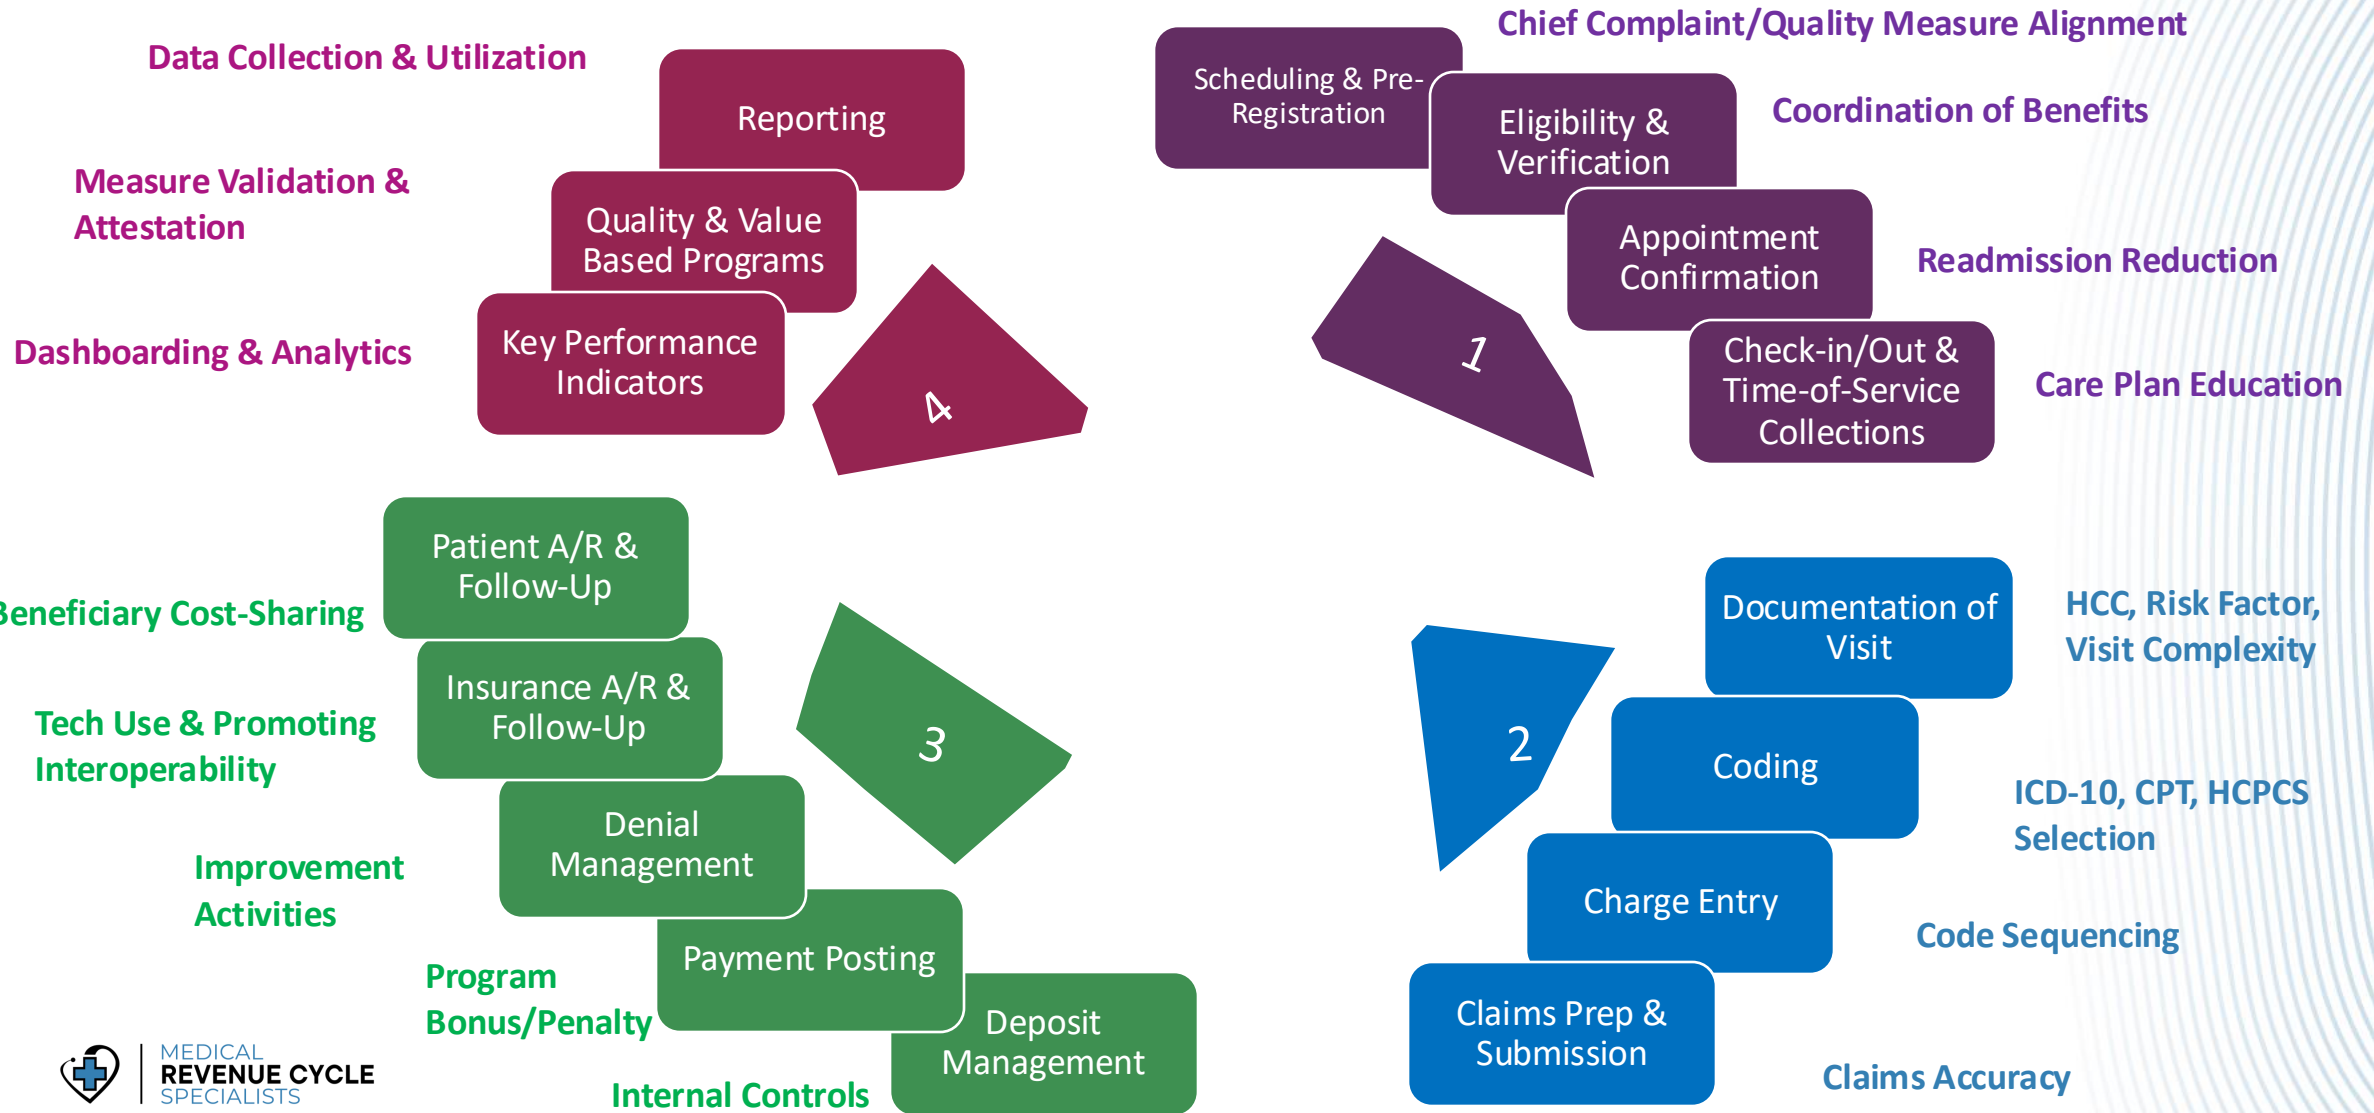 Chief Complaint/Quality Measure Alignment
Scheduling & Pre-
Registration
Eligibility &
Verification
Coordination of Benefits
Appointment
Confirmation
Readmission Reduction
Check-in/Out &
Time-of-Service
Collections
Care Plan Education
1
Documentation of
Visit
HCC, Risk Factor,
Visit Complexity
Coding
ICD-10, CPT, HCPCS
Selection
Charge Entry
Code Sequencing
Claims Prep &
Submission
Claims Accuracy
2
Patient A/R &
Follow-Up
Beneficiary Cost-Sharing
Insurance A/R &
Follow-Up
Tech Use & Promoting
Interoperability
Denial
Management
Improvement
Activities
Payment Posting
Program
Bonus/Penalty
Deposit
Management
Internal Controls
3
Data Collection & Utilization
Reporting
Measure Validation &
Attestation
Quality & Value
Based Programs
Dashboarding & Analytics
Key Performance
Indicators
4
MEDICAL
REVENUE CYCLE
SPECIALISTS